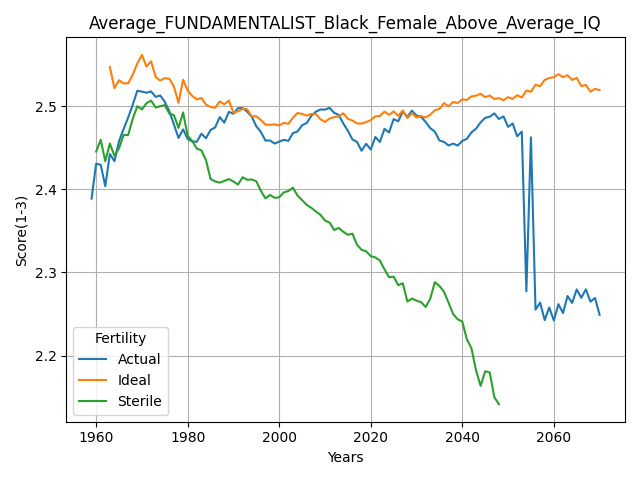 Average_FUNDAMENTALIST_Black_Female_Above_Average_IQ
Score(1-3)
2.5
2.4
2.3
2.2
Fertility
Actual
Ideal
Sterile
1960 1980 2000 2020 2040 2060
Years